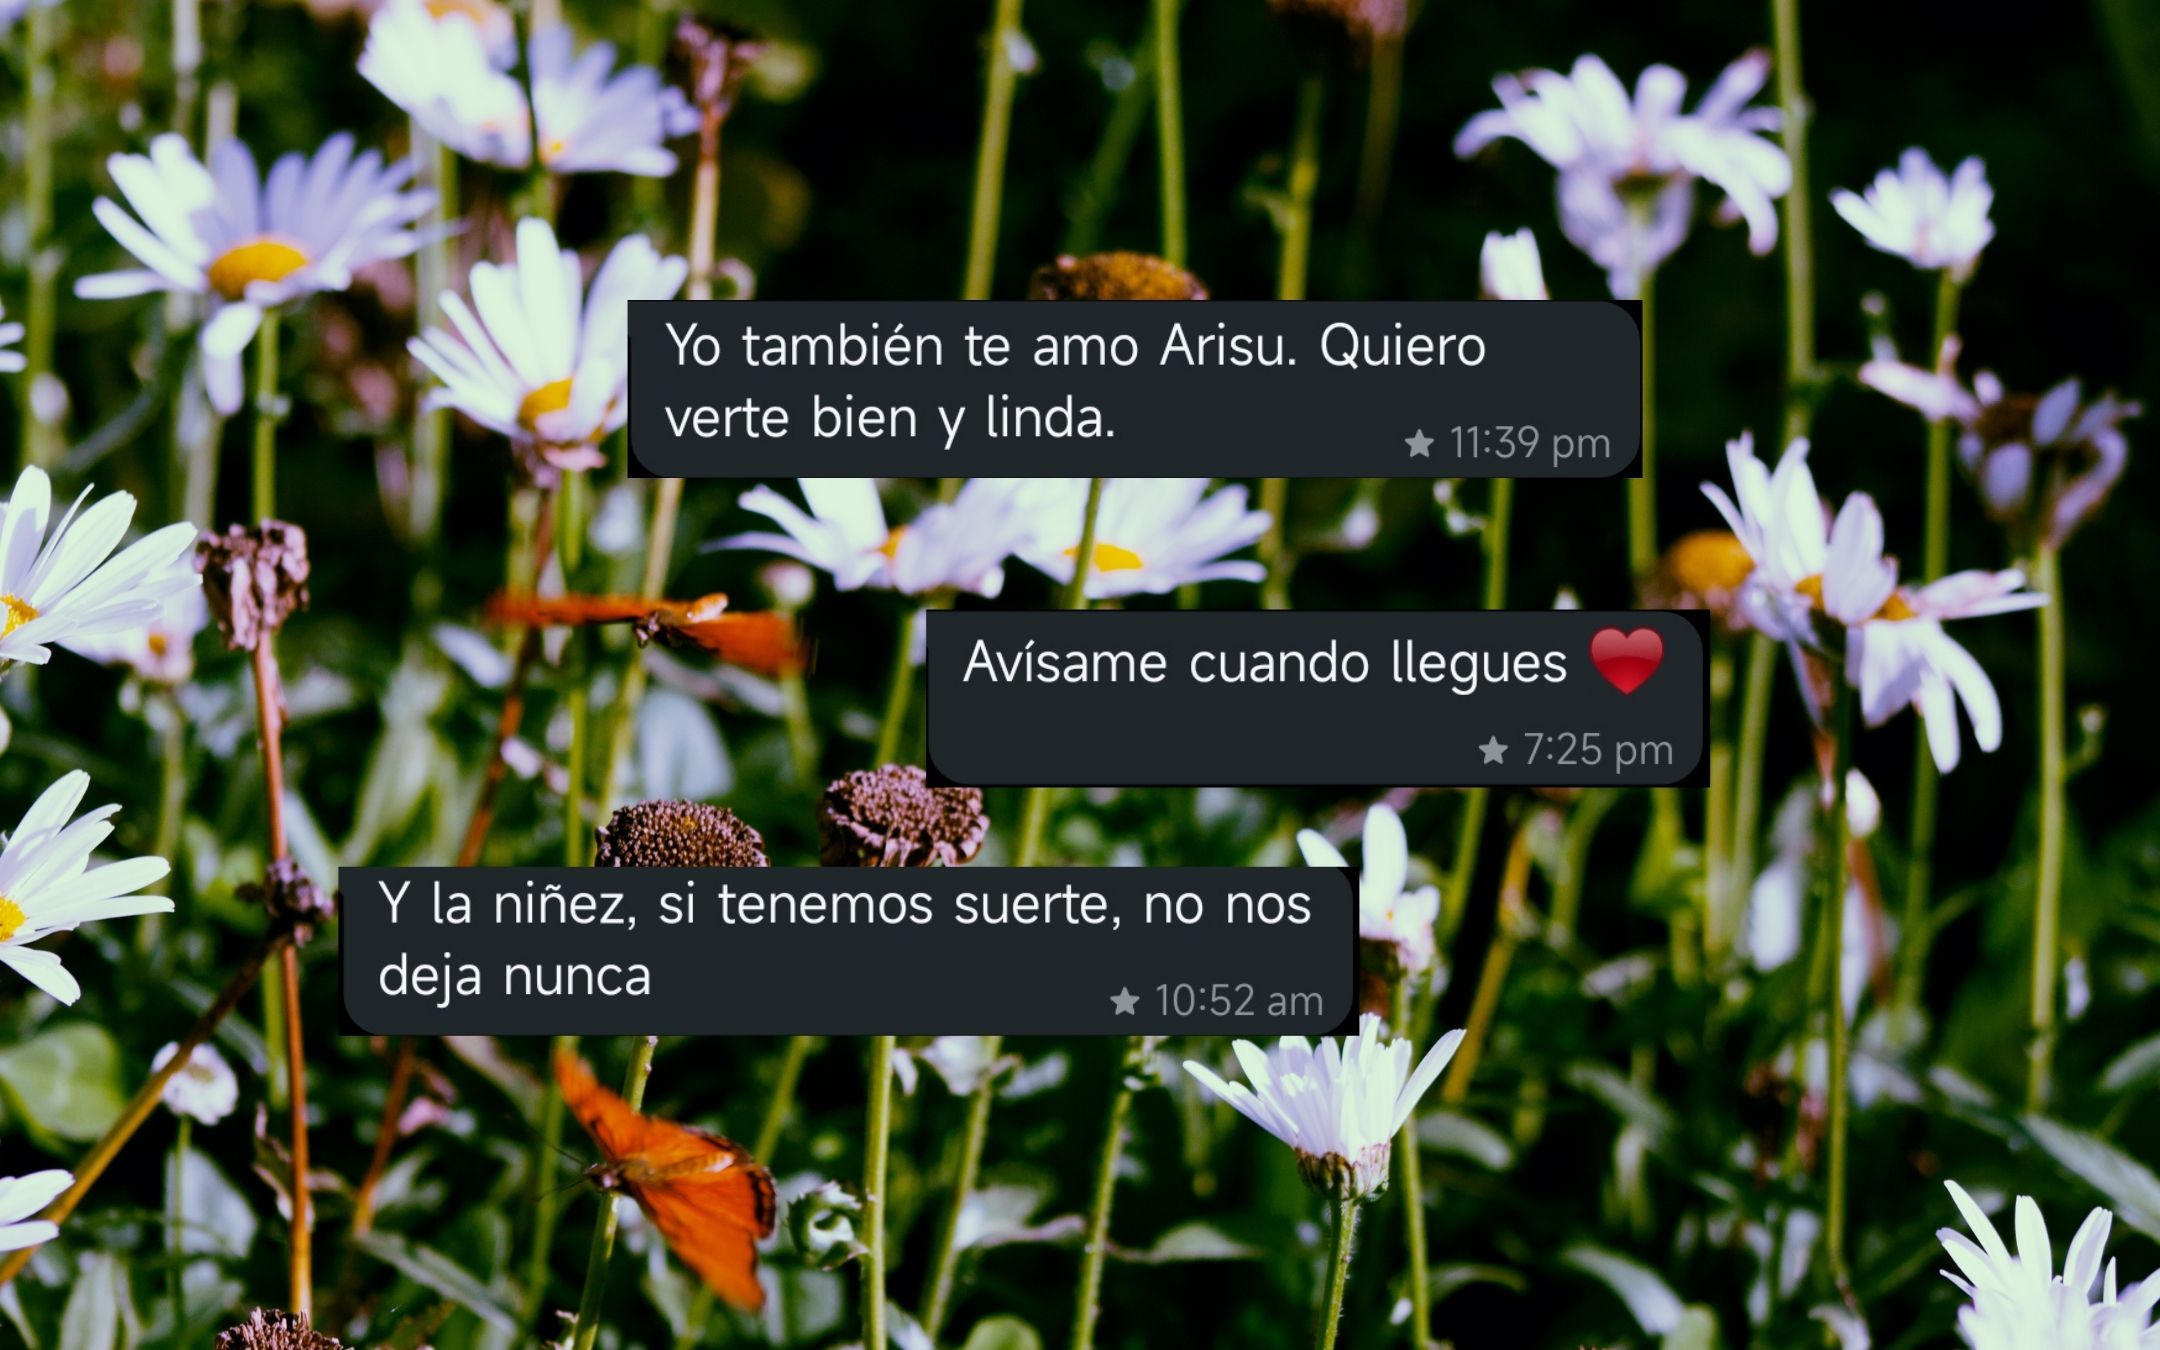 Yo también te amo Arisu. Quiero
verte bien y linda.
★ 11:39 pm
Avísame cuando llegues ❤️
★ 7:25 pm
Y la niñez, si tenemos suerte, no nos
deja nunca
★ 10:52 am